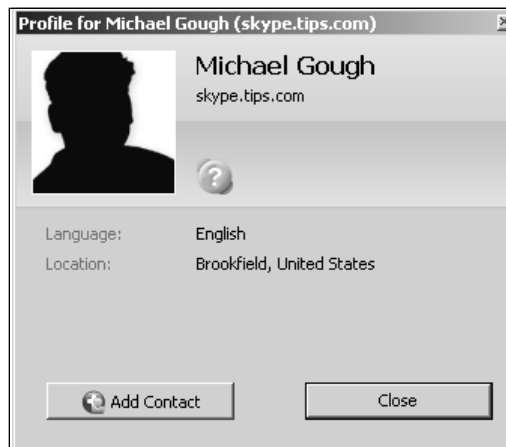 Profile for Michael Gough (skype.tips.com)
Michael Gough
skype.tips.com
?
Language: English
Location: Brookfield, United States
Add Contact Close